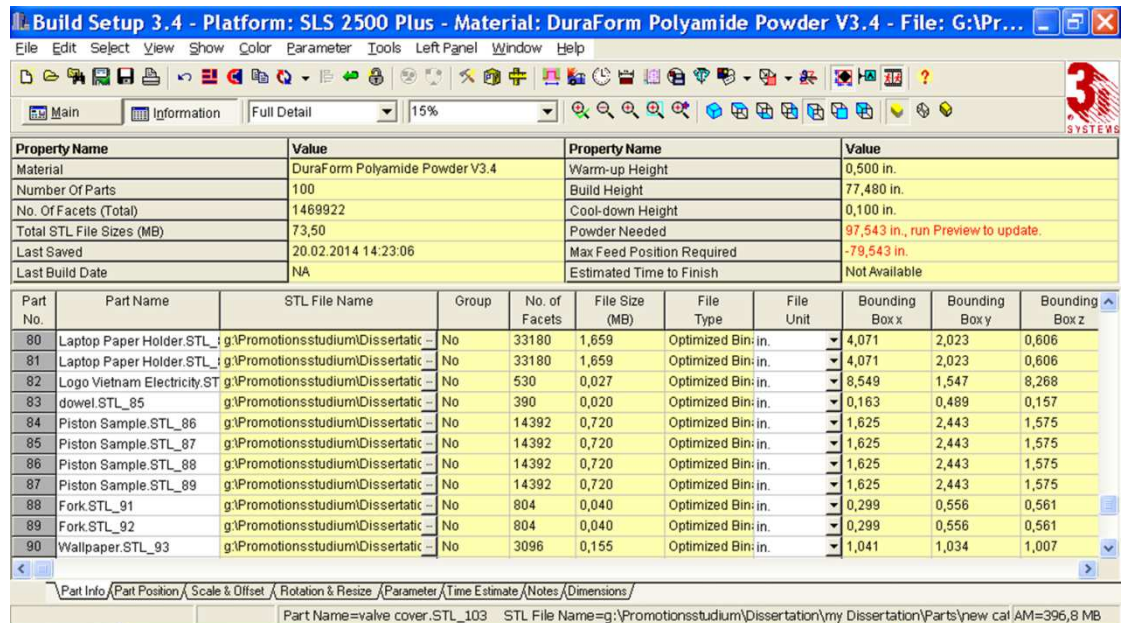 Build Setup 3.4 - Platform: SLS 2500 Plus - Material: DuraForm Polyamide Powder V3.4 - File: G:\Pr...
File Edit Select View Show Color Parameter Tools Left Panel Window Help
3D
SYSTEMS
Main Information Full Detail 15%
Property Name Value Property Name Value
Material DuraForm Polyamide Powder V3.4 Warm-up Height 0,500 in.
Number Of Parts 100 Build Height 77,480 in.
No. Of Facets (Total) 1469922 Cool-down Height 0,100 in.
Total STL File Sizes (MB) 73,50 Powder Needed 97,543 in., run Preview to update.
Last Saved 20.02.2014 14:23:06 Max Feed Position Required -79,543 in.
Last Build Date NA Estimated Time to Finish Not Available
Part Part Name STL File Name Group No. of File Size File File Bounding Bounding Bounding
No. Facets (MB) Type Unit Box x Box y Box z
80 Laptop Paper Holder.STL_ g:\Promotionsstudium\Dissertatic ... No 33180 1,659 Optimized Bin in. 4,071 2,023 0,606
81 Laptop Paper Holder.STL_ g:\Promotionsstudium\Dissertatic ... No 33180 1,659 Optimized Bin in. 4,071 2,023 0,606
82 Logo Vietnam Electricity.ST g:\Promotionsstudium\Dissertatic ... No 530 0,027 Optimized Bin in. 8,549 1,547 8,268
83 dowel.STL_85 g:\Promotionsstudium\Dissertatic ... No 390 0,020 Optimized Bin in. 0,163 0,489 0,157
84 Piston Sample.STL_86 g:\Promotionsstudium\Dissertatic ... No 14392 0,720 Optimized Bin in. 1,625 2,443 1,575
85 Piston Sample.STL_87 g:\Promotionsstudium\Dissertatic ... No 14392 0,720 Optimized Bin in. 1,625 2,443 1,575
86 Piston Sample.STL_88 g:\Promotionsstudium\Dissertatic ... No 14392 0,720 Optimized Bin in. 1,625 2,443 1,575
87 Piston Sample.STL_89 g:\Promotionsstudium\Dissertatic ... No 14392 0,720 Optimized Bin in. 1,625 2,443 1,575
88 Fork.STL_91 g:\Promotionsstudium\Dissertatic ... No 804 0,040 Optimized Bin in. 0,299 0,556 0,561
89 Fork.STL_92 g:\Promotionsstudium\Dissertatic ... No 804 0,040 Optimized Bin in. 0,299 0,556 0,561
90 Wallpaper.STL_93 g:\Promotionsstudium\Dissertatic ... No 3096 0,155 Optimized Bin in. 1,041 1,034 1,007
Part Info Part Position Scale & Offset Rotation & Resize Parameter Time Estimate Notes Dimensions
Part Name=valve cover.STL_103 STL File Name=g:\Promotionsstudium\Dissertation\my Dissertation\Parts\new cal AM=396,8 MB